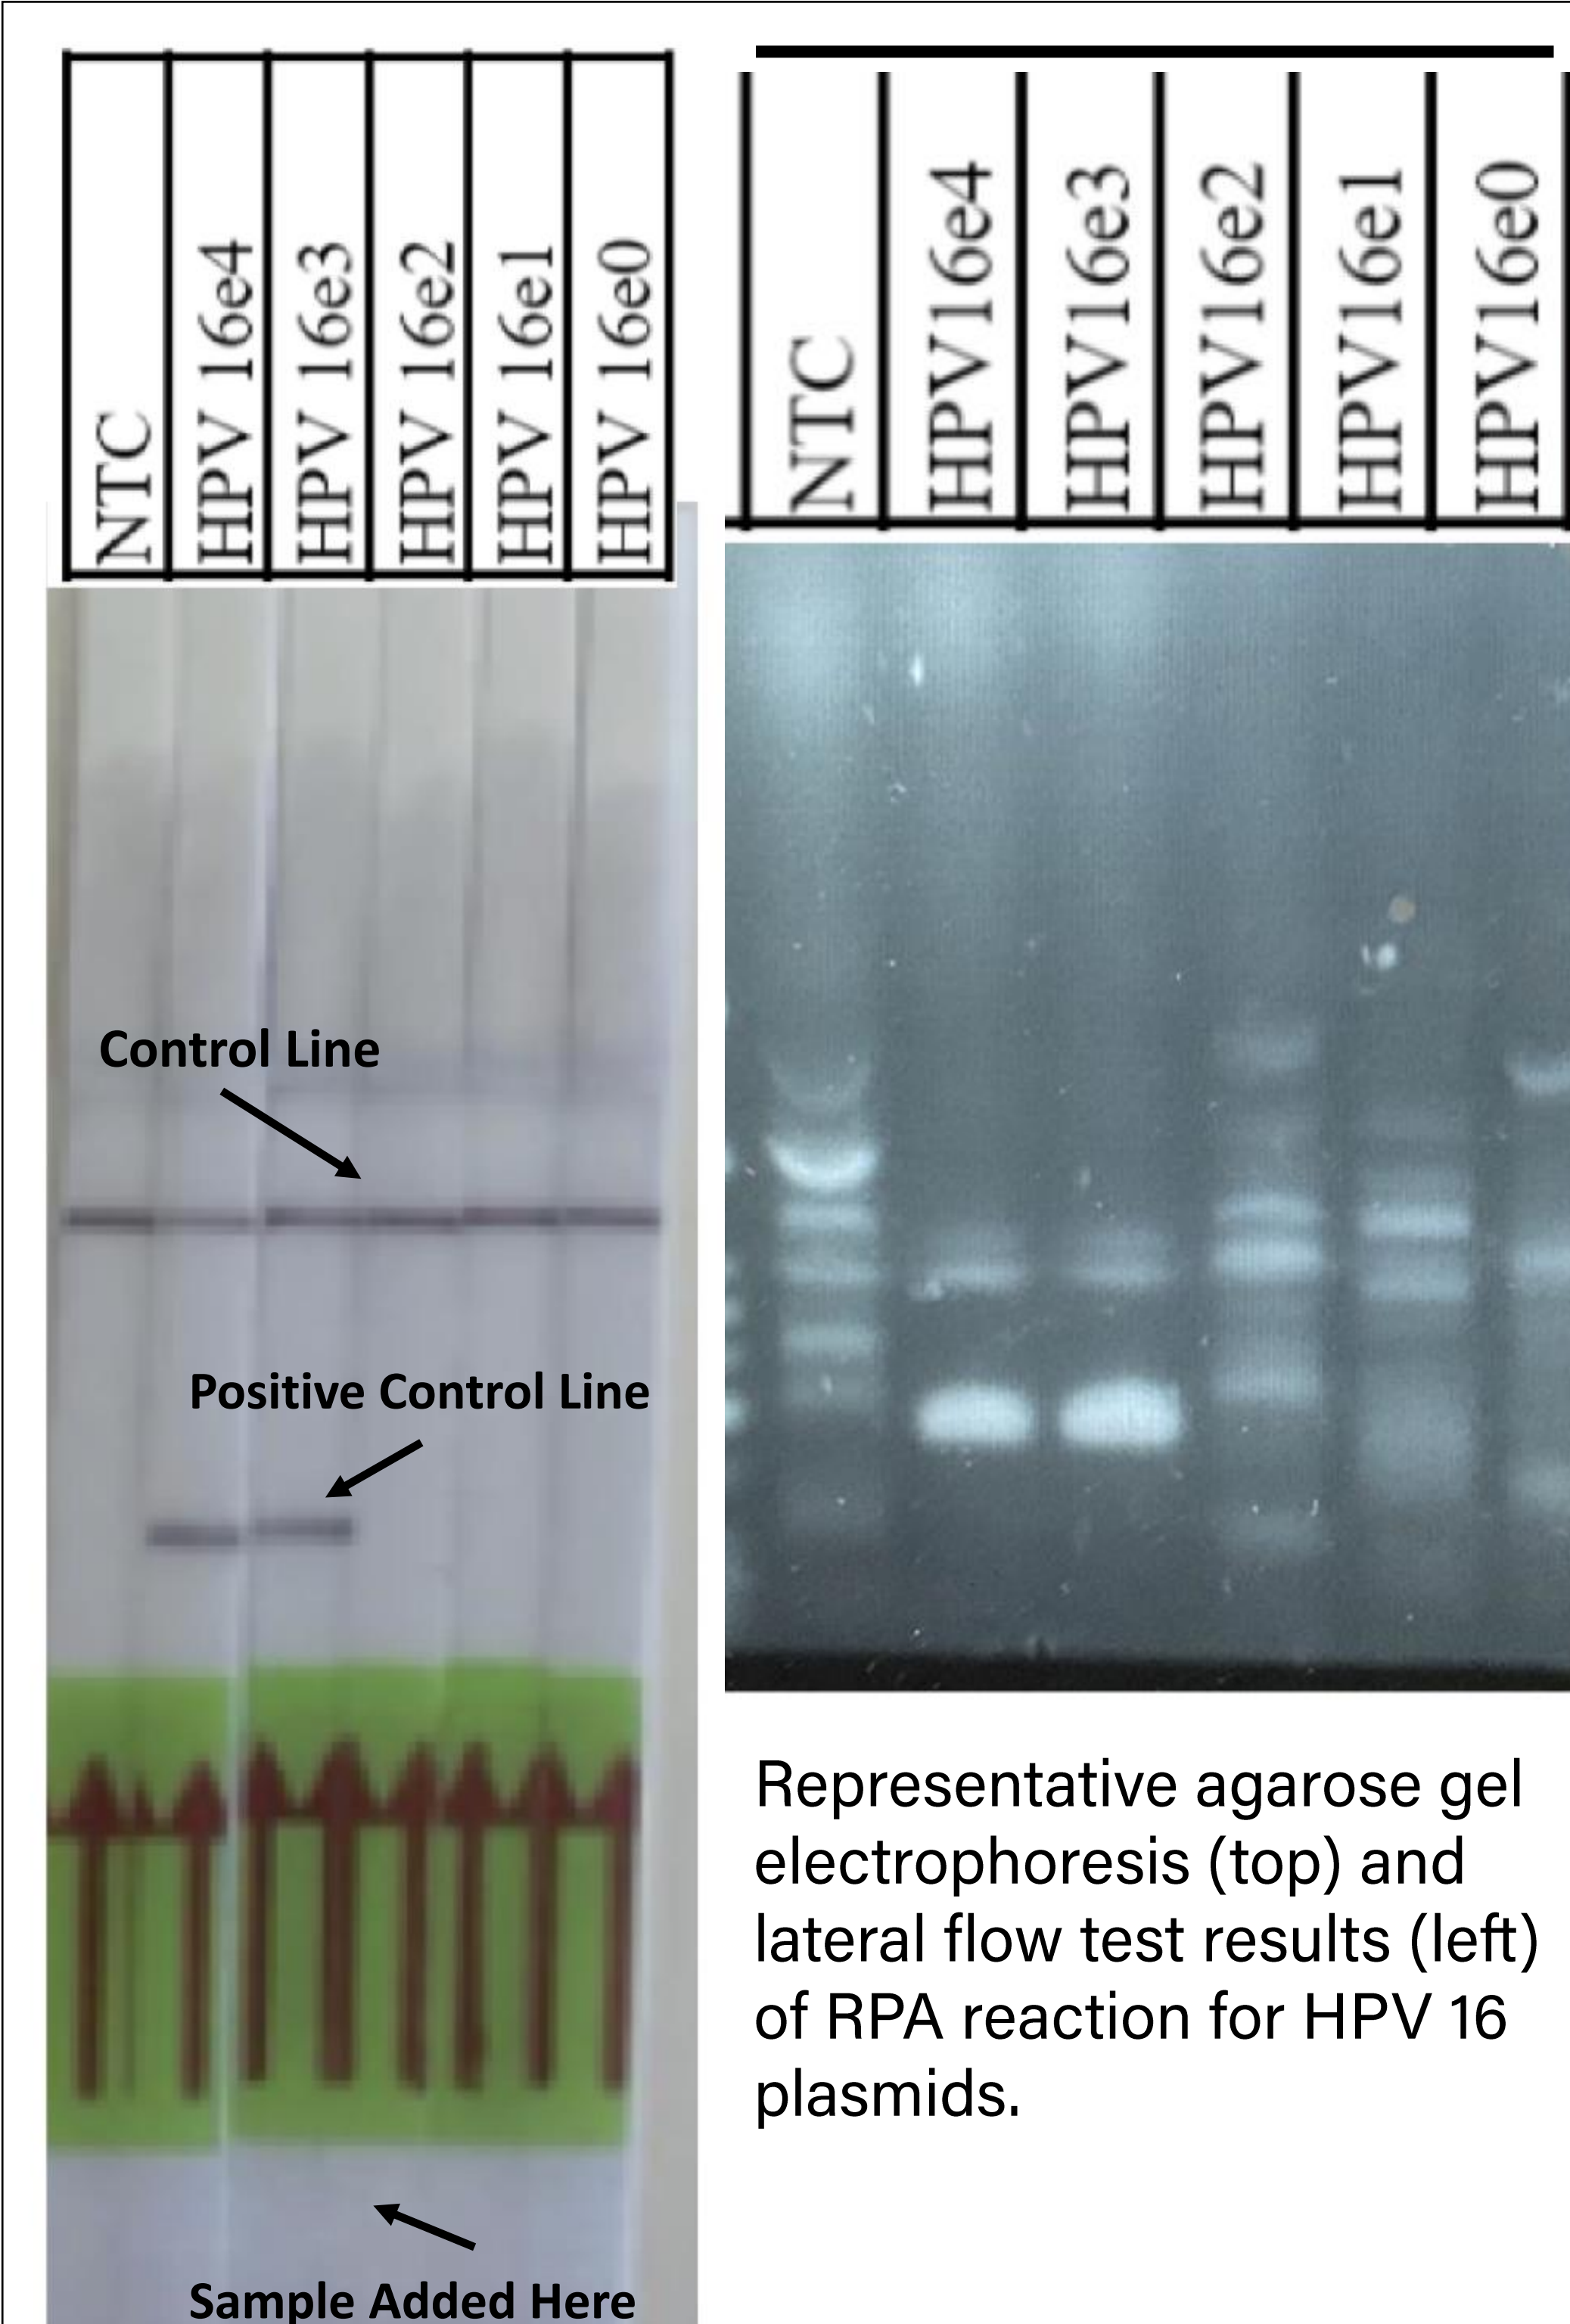 NTC
HPV 16e4
HPV 16e3
HPV 16e2
HPV 16e1
HPV 16e0
NTC
HPV16e4
HPV16e3
HPV16e2
HPV16e1
HPV16e0
Control Line
Positive Control Line
Sample Added Here
Representative agarose gel
electrophoresis (top) and
lateral flow test results (left)
of RPA reaction for HPV 16
plasmids.